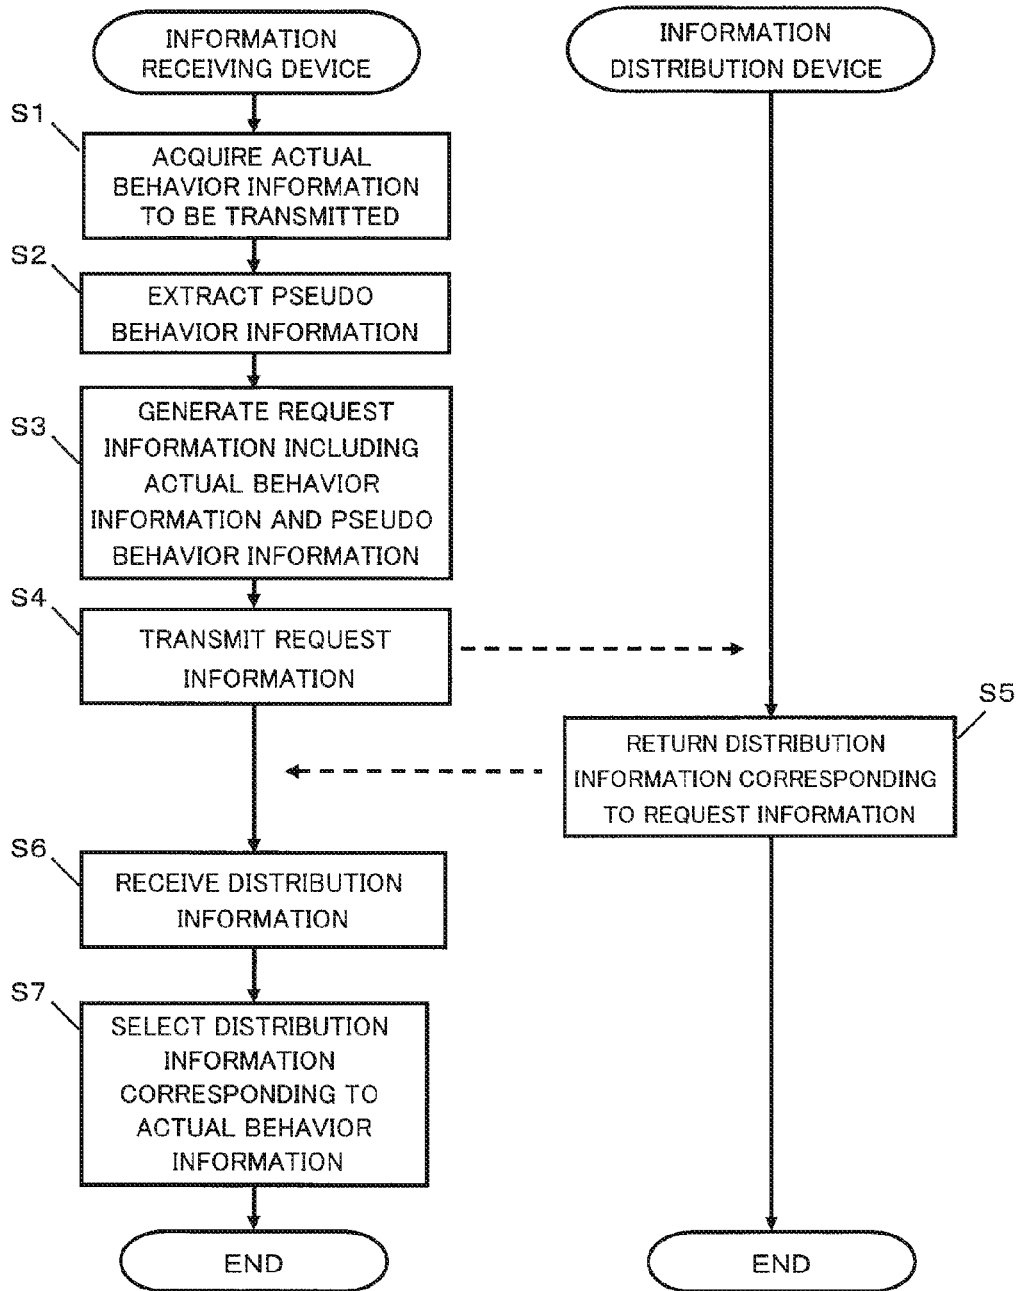 INFORMATION
RECEIVING DEVICE
INFORMATION
DISTRIBUTION DEVICE
S1
ACQUIRE ACTUAL
BEHAVIOR INFORMATION
TO BE TRANSMITTED
S2
EXTRACT PSEUDO
BEHAVIOR INFORMATION
S3
GENERATE REQUEST
INFORMATION INCLUDING
ACTUAL BEHAVIOR
INFORMATION AND PSEUDO
BEHAVIOR INFORMATION
S4
TRANSMIT REQUEST
INFORMATION
S5
RETURN DISTRIBUTION
INFORMATION CORRESPONDING
TO REQUEST INFORMATION
S6
RECEIVE DISTRIBUTION
INFORMATION
S7
SELECT DISTRIBUTION
INFORMATION
CORRESPONDING TO
ACTUAL BEHAVIOR
INFORMATION
END
END